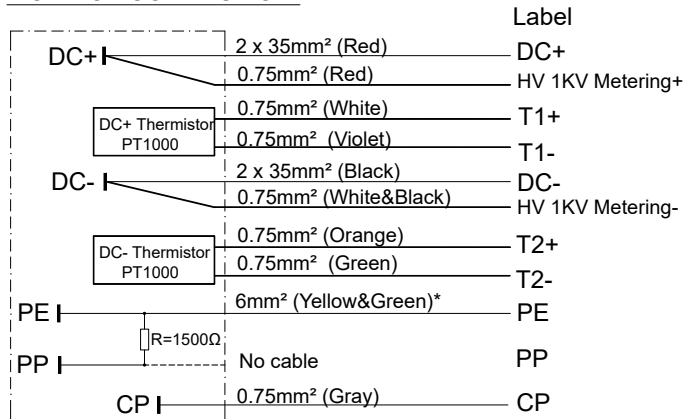 Label
DC+
2 x 35mm² (Red)
DC+
0.75mm² (Red)
HV 1KV Metering+
DC+ Thermistor
PT1000
0.75mm² (White)
T1+
0.75mm² (Violet)
T1-
DC-
2 x 35mm² (Black)
DC-
0.75mm² (White&Black)
HV 1KV Metering-
DC- Thermistor
PT1000
0.75mm² (Orange)
T2+
0.75mm² (Green)
T2-
PE
6mm² (Yellow&Green)*
PE
R=1500Ω
PP
No cable
PP
CP
0.75mm² (Gray)
CP